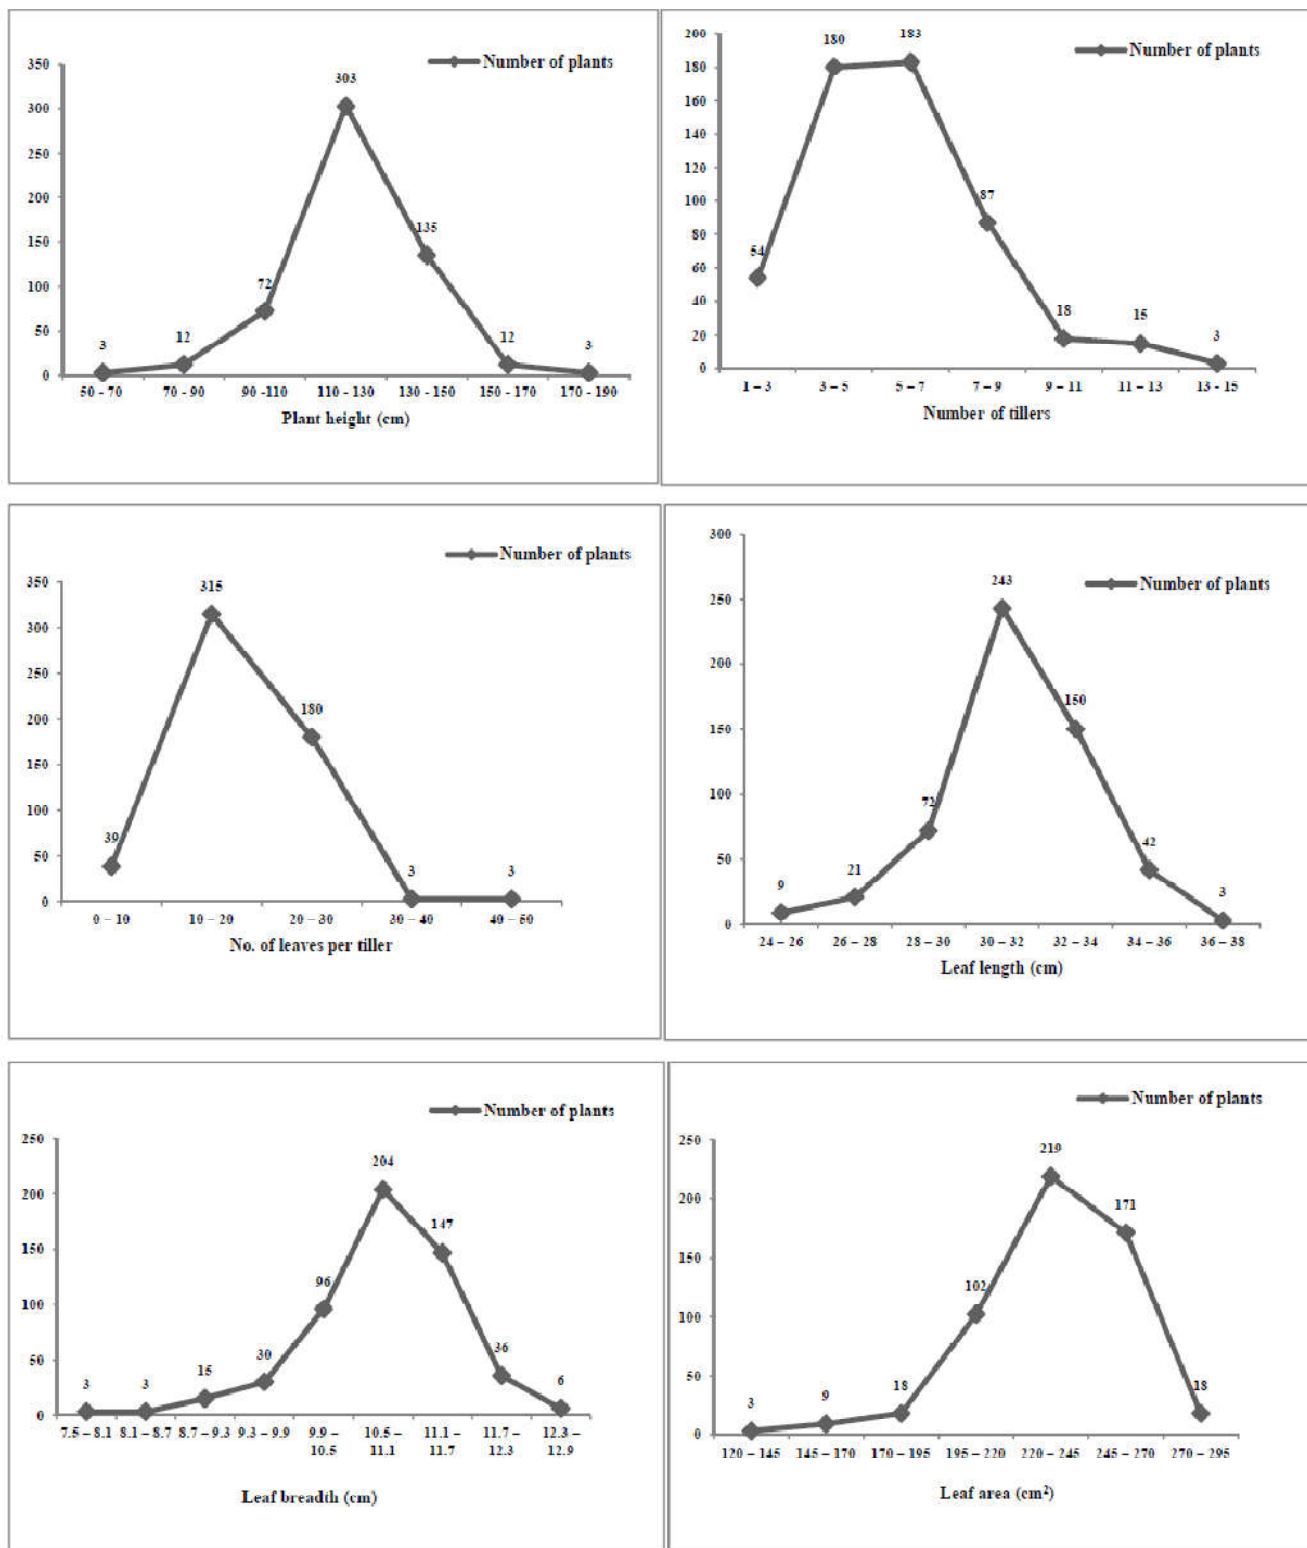 Number of plants
350
300
250
200
150
100
50
0
3
12
72
303
135
12
3
50 - 70
70 - 90
90 -110
110 - 130
130 - 150
150 - 170
170 - 190
Plant height (cm)
Number of plants
200
180
160
140
120
100
80
60
40
20
0
54
180
183
87
18
15
3
1 – 3
3 – 5
5 – 7
7 – 9
9 – 11
11 – 13
13 - 15
Number of tillers
Number of plants
350
300
250
200
150
100
50
0
39
315
180
3
3
0 – 10
10 – 20
20 – 30
30 – 40
40 – 50
No. of leaves per tiller
Number of plants
300
250
200
150
100
50
0
9
21
72
243
150
42
3
24 – 26
26 – 28
28 – 30
30 – 32
32 – 34
34 – 36
36 – 38
Leaf length (cm)
Number of plants
250
200
150
100
50
0
3
3
15
30
96
204
147
36
6
7.5 – 8.1
8.1 – 8.7
8.7 – 9.3
9.3 – 9.9
9.9 –
10.5
10.5 –
11.1
11.1 –
11.7
11.7 –
12.3
12.3 –
12.9
Leaf breadth (cm)
Number of plants
250
200
150
100
50
0
3
9
18
102
219
171
18
120 – 145
145 – 170
170 – 195
195 – 220
220 – 245
245 – 270
270 – 295
Leaf area (cm²)